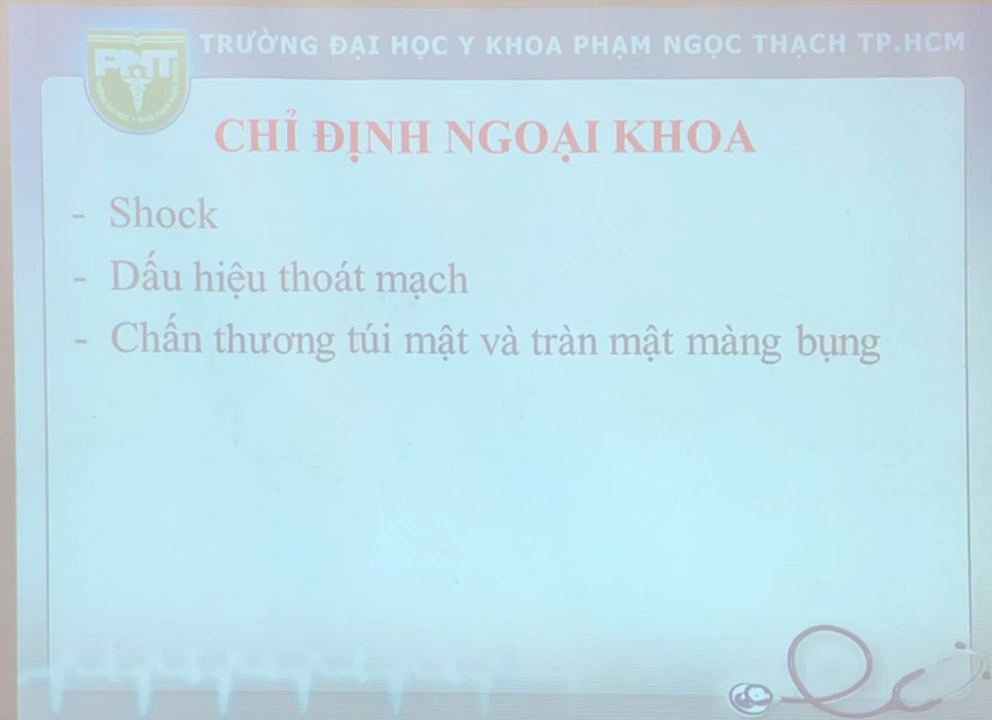 PNT
TRƯỜNG ĐẠI HỌC Y KHOA PHẠM NGỌC THẠCH TP.HCM
CHỈ ĐỊNH NGOẠI KHOA
- Shock
- Dấu hiệu thoát mạch
- Chấn thương túi mật và tràn mật màng bụng